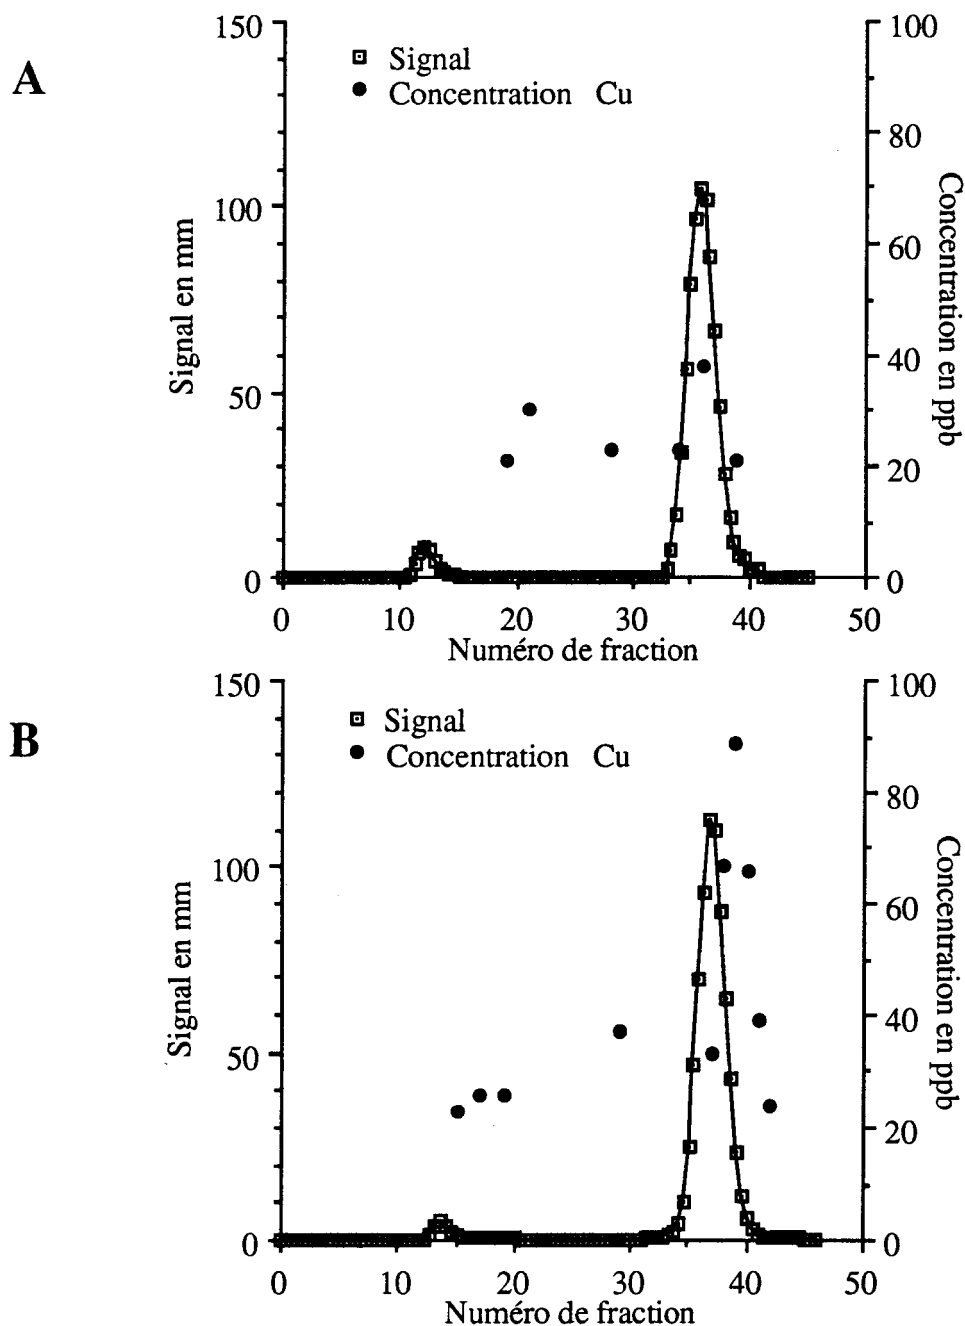 A
150
100
50
0
Signal en mm
Signal
Concentration Cu
100
80
60
40
20
0
Concentration en ppb
0 10 20 30 40 50
Numéro de fraction
B
150
100
50
0
Signal en mm
Signal
Concentration Cu
100
80
60
40
20
0
Concentration en ppb
0 10 20 30 40 50
Numéro de fraction